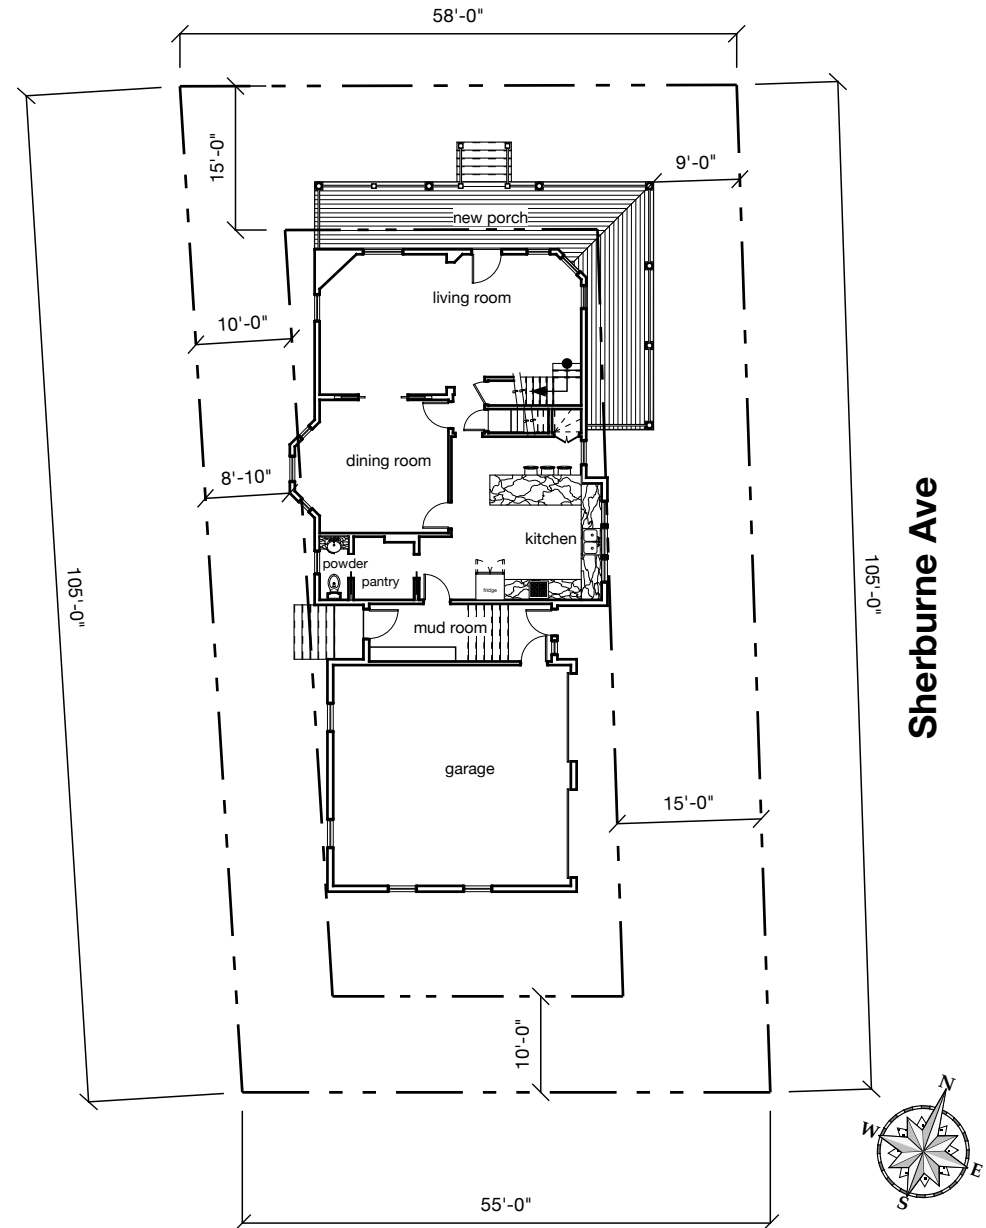 58'-0"
15'-0"
9'-0"
new porch
living room
10'-0"
dining room
8'-10"
kitchen
powder
pantry
fridge
105'-0"
105'-0"
Sherburne Ave
mud room
garage
15'-0"
10'-0"
N
W
E
S
55'-0"